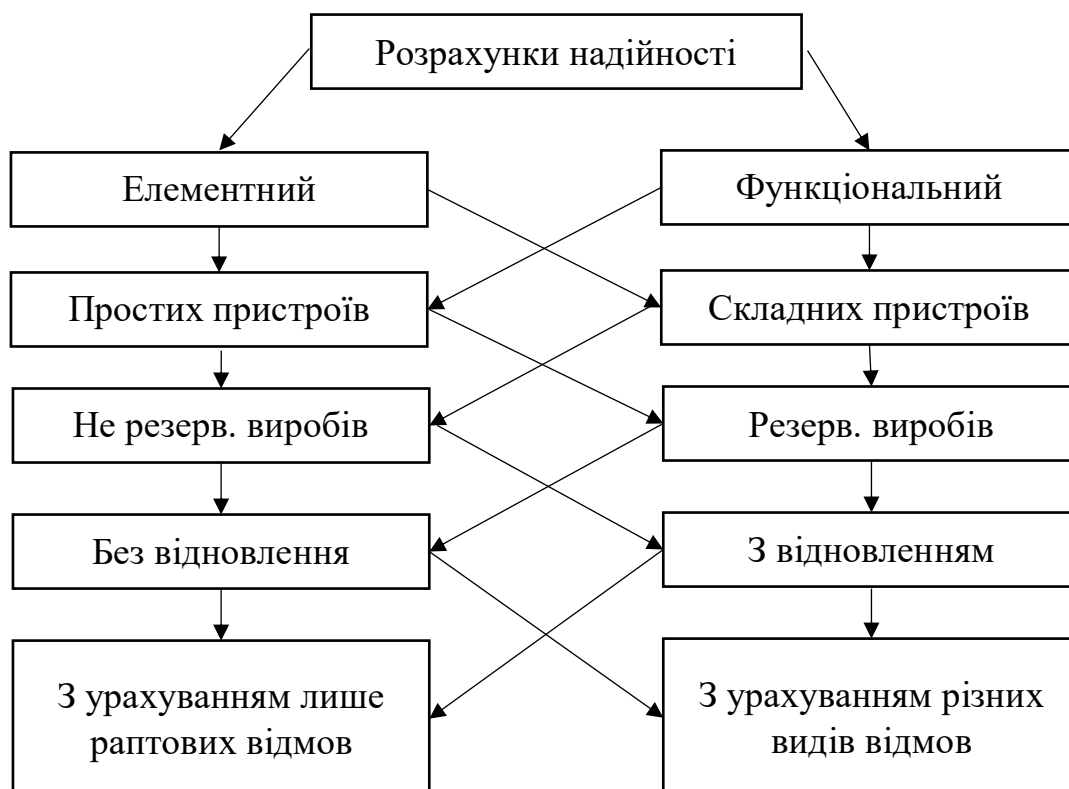 Розрахунки надійності
Елементний
Функціональний
Простих пристроїв
Складних пристроїв
Не резерв. виробів
Резерв. виробів
Без відновлення
З відновленням
З урахуванням лише
раптових відмов
З урахуванням різних
видів відмов